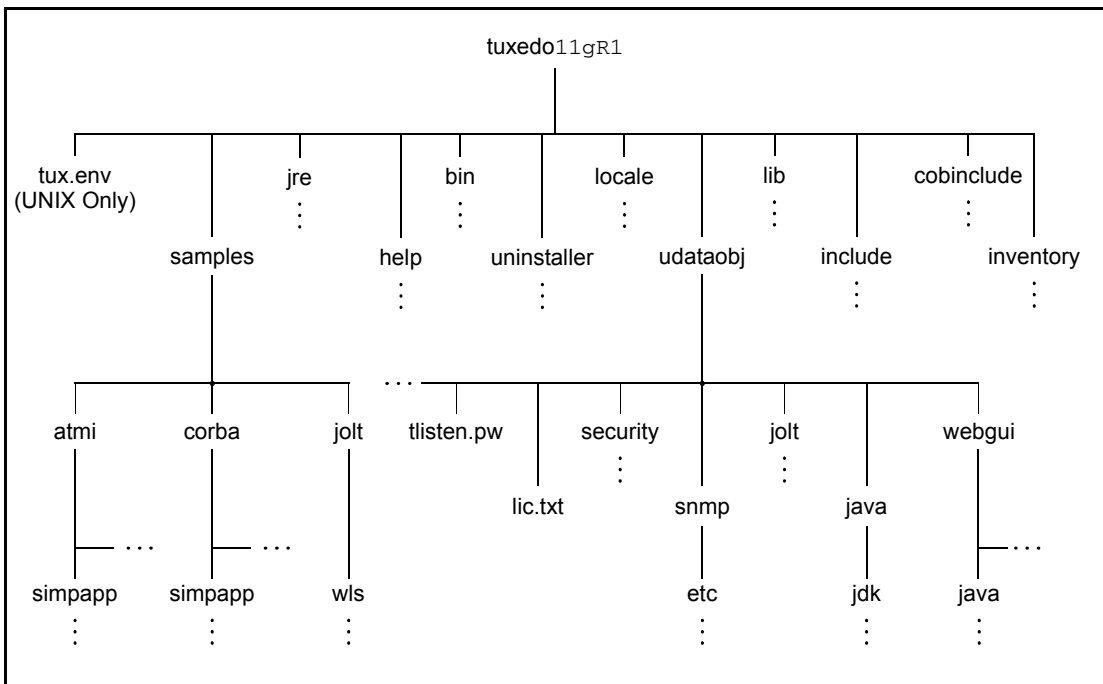 tuxedo11gR1
tux.env
(UNIX Only)
jre
bin
locale
lib
cobinclude
samples
help
uninstaller
udataobj
include
inventory
atmi
corba
jolt
tlisten.pw
security
jolt
webgui
lic.txt
snmp
java
simpapp
simpapp
wls
etc
jdk
java